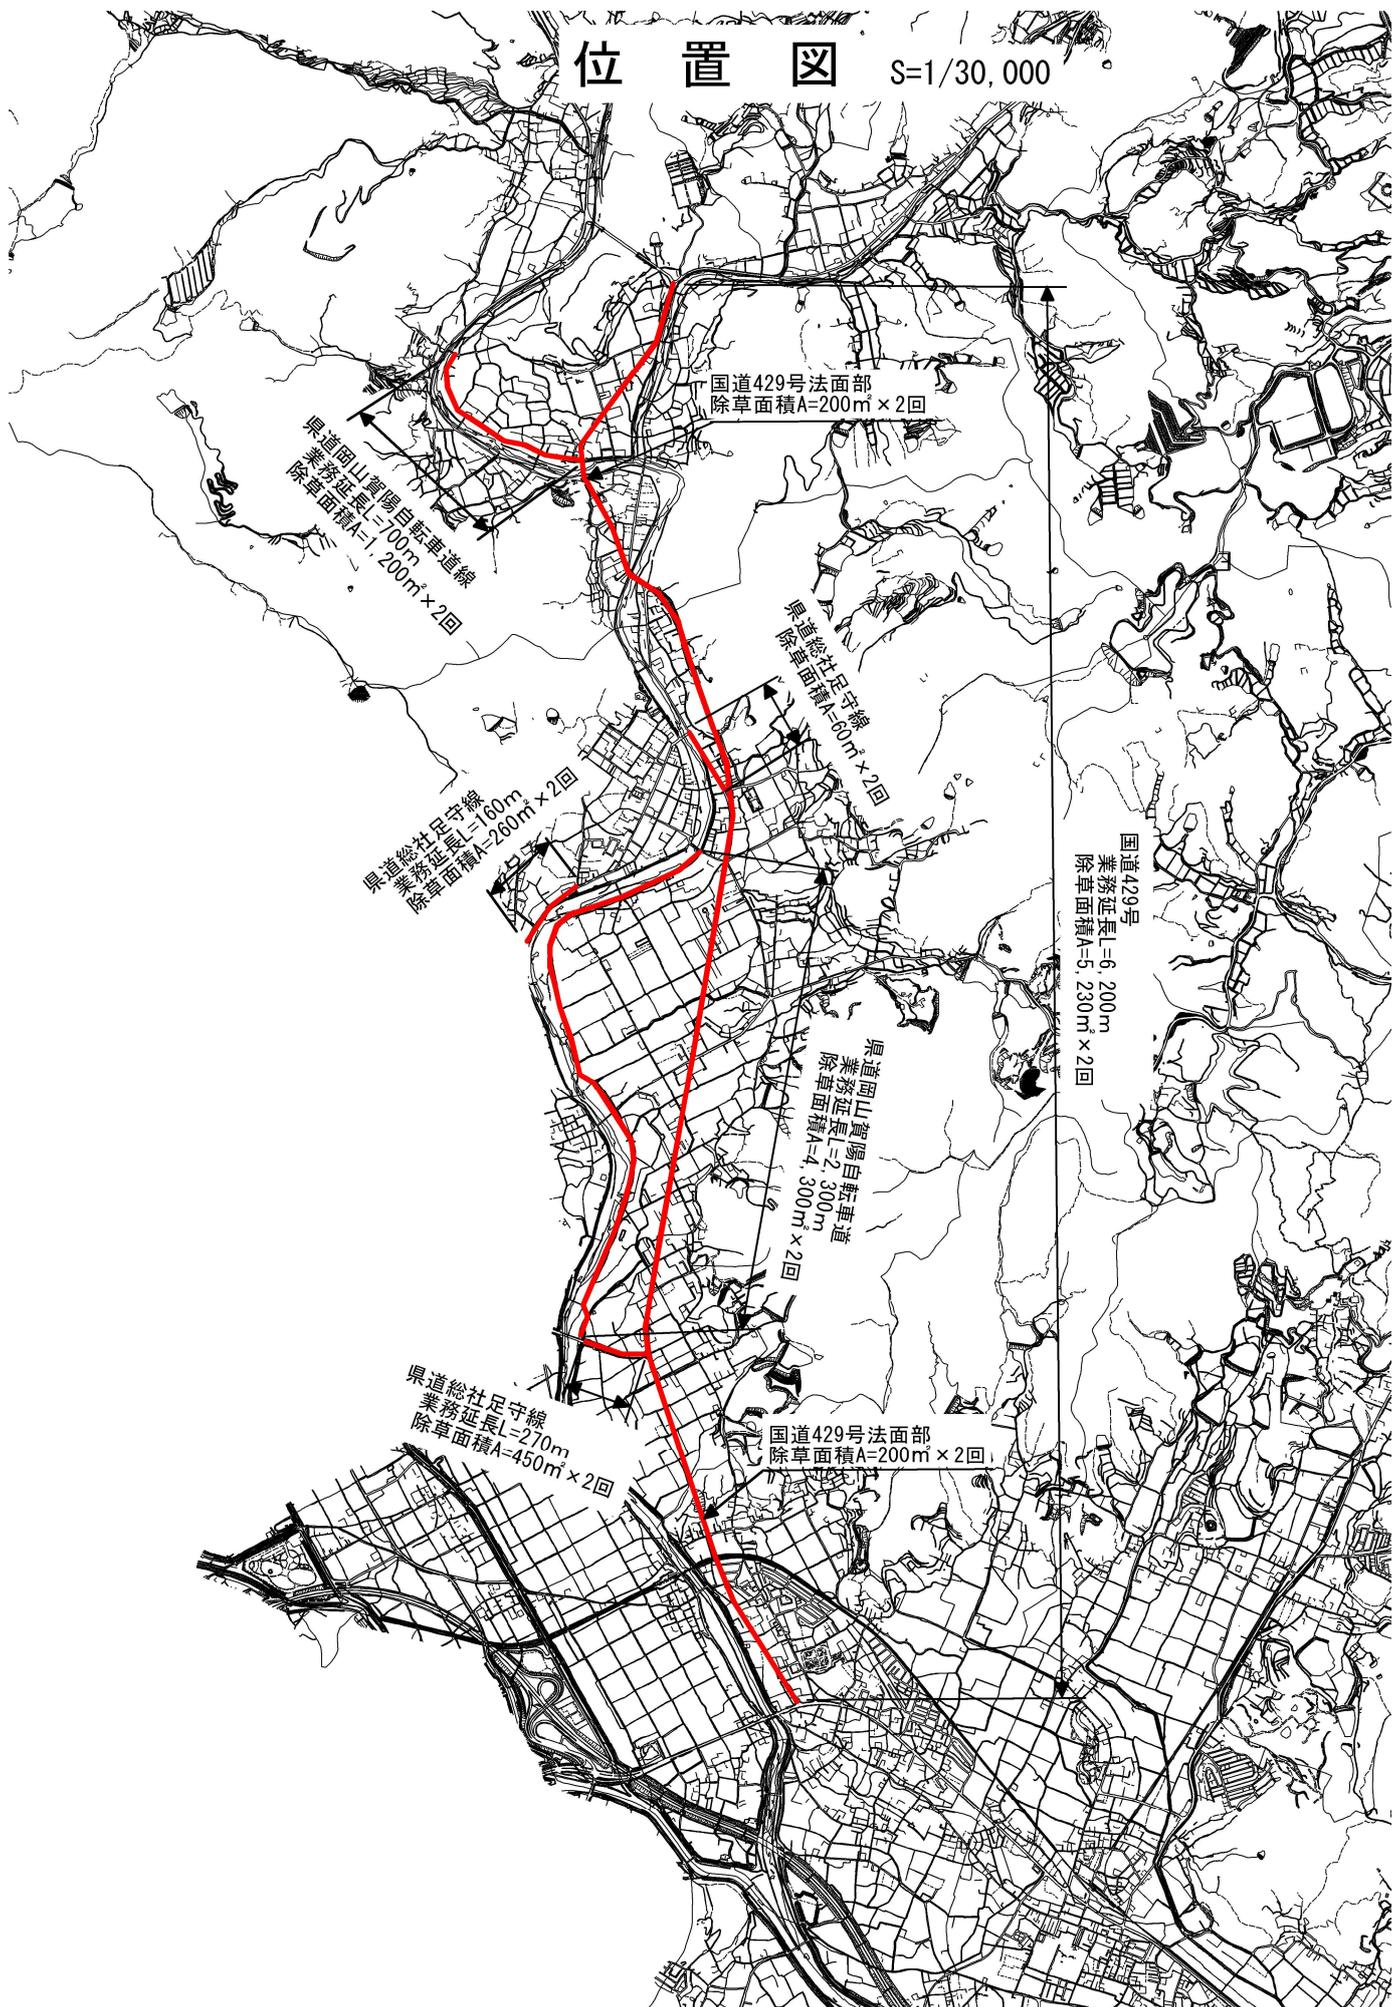 位置図 S=1/30,000
国道429号法面部
除草面積A=200㎡×2回
県道岡山賀陽自転車道線
業務延長L=700m
除草面積A=1,200㎡×2回
県道総社足守線
除草面積A=60㎡×2回
県道総社足守線
業務延長L=160m
除草面積A=260㎡×2回
国道429号
業務延長L=6,200m
除草面積A=5,230㎡×2回
県道岡山賀陽自転車道
業務延長L=2,300m
除草面積A=4,300㎡×2回
県道総社足守線
業務延長L=270m
除草面積A=450㎡×2回
国道429号法面部
除草面積A=200㎡×2回